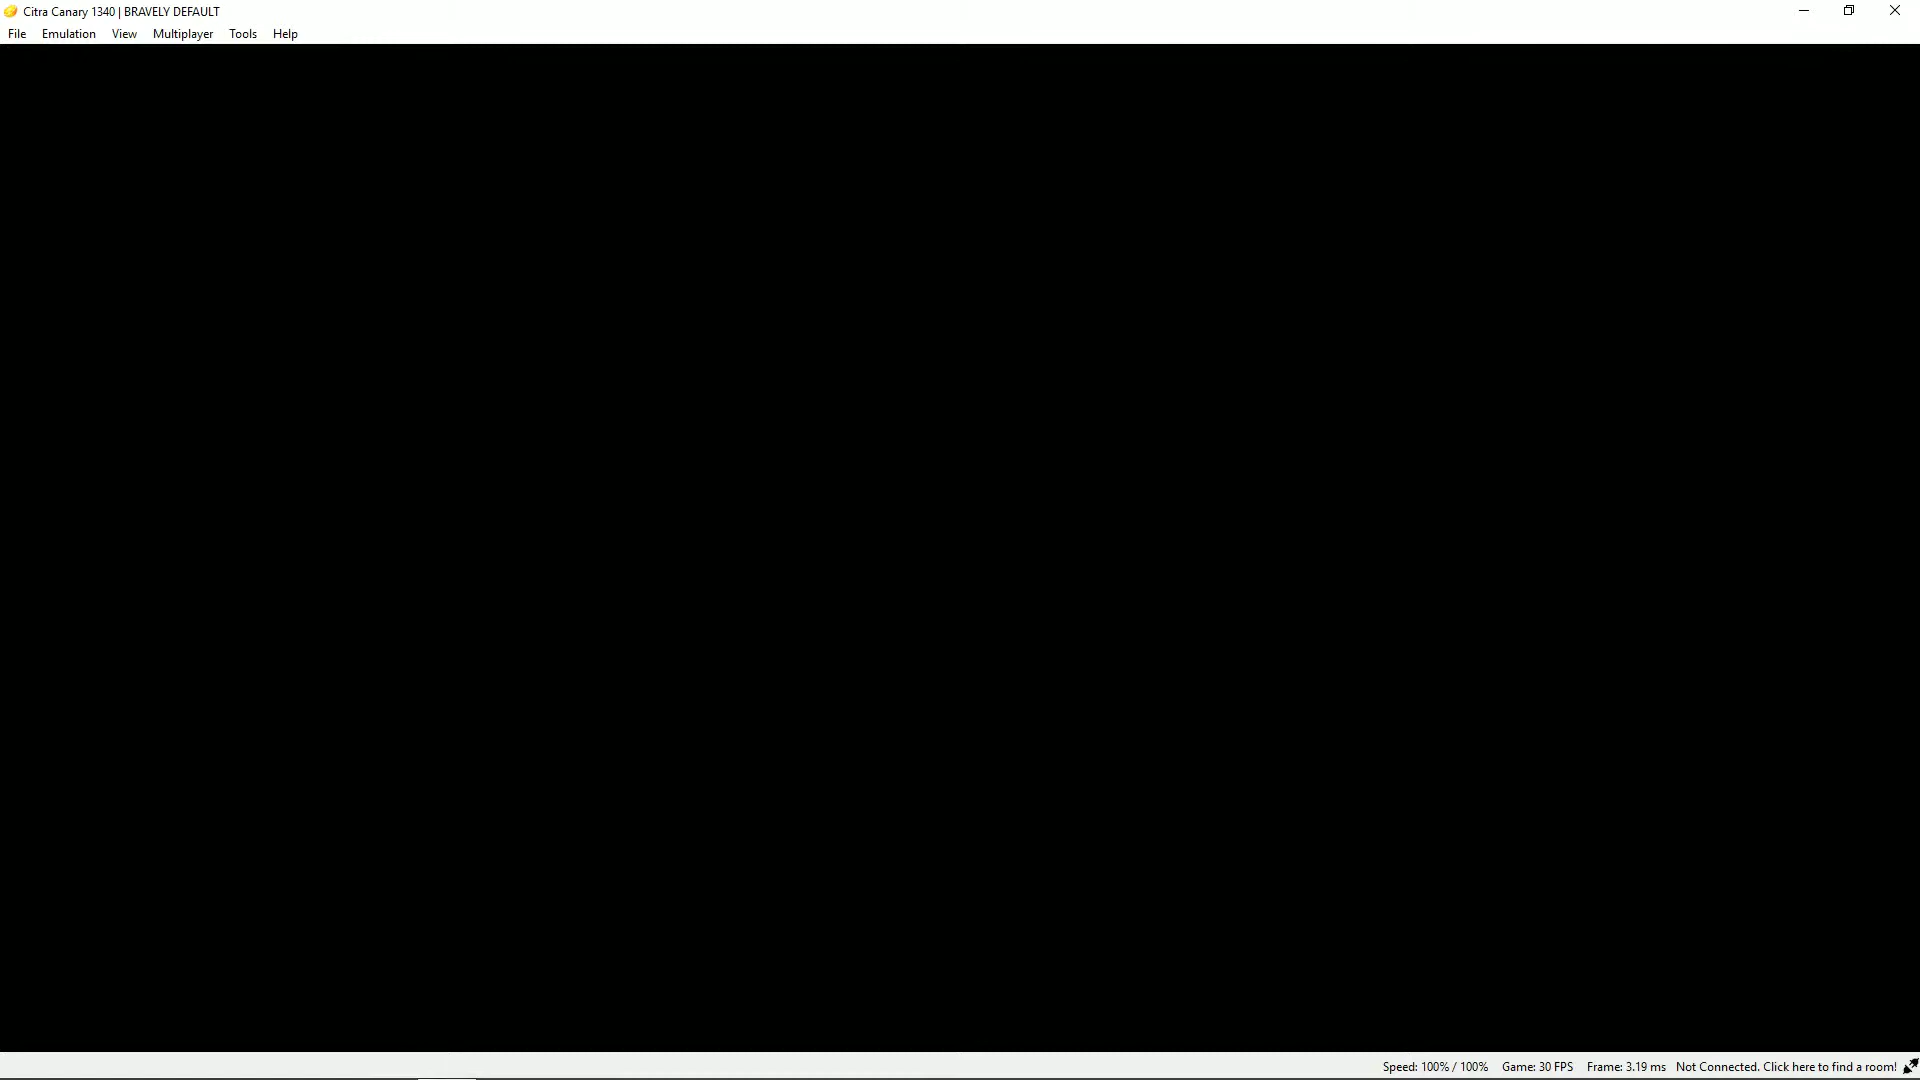 Citra Canary 1340 | BRAVELY DEFAULT
File Emulation View Multiplayer Tools Help
Speed: 100% / 100% Game: 30 FPS Frame: 3.19 ms Not Connected. Click here to find a room!